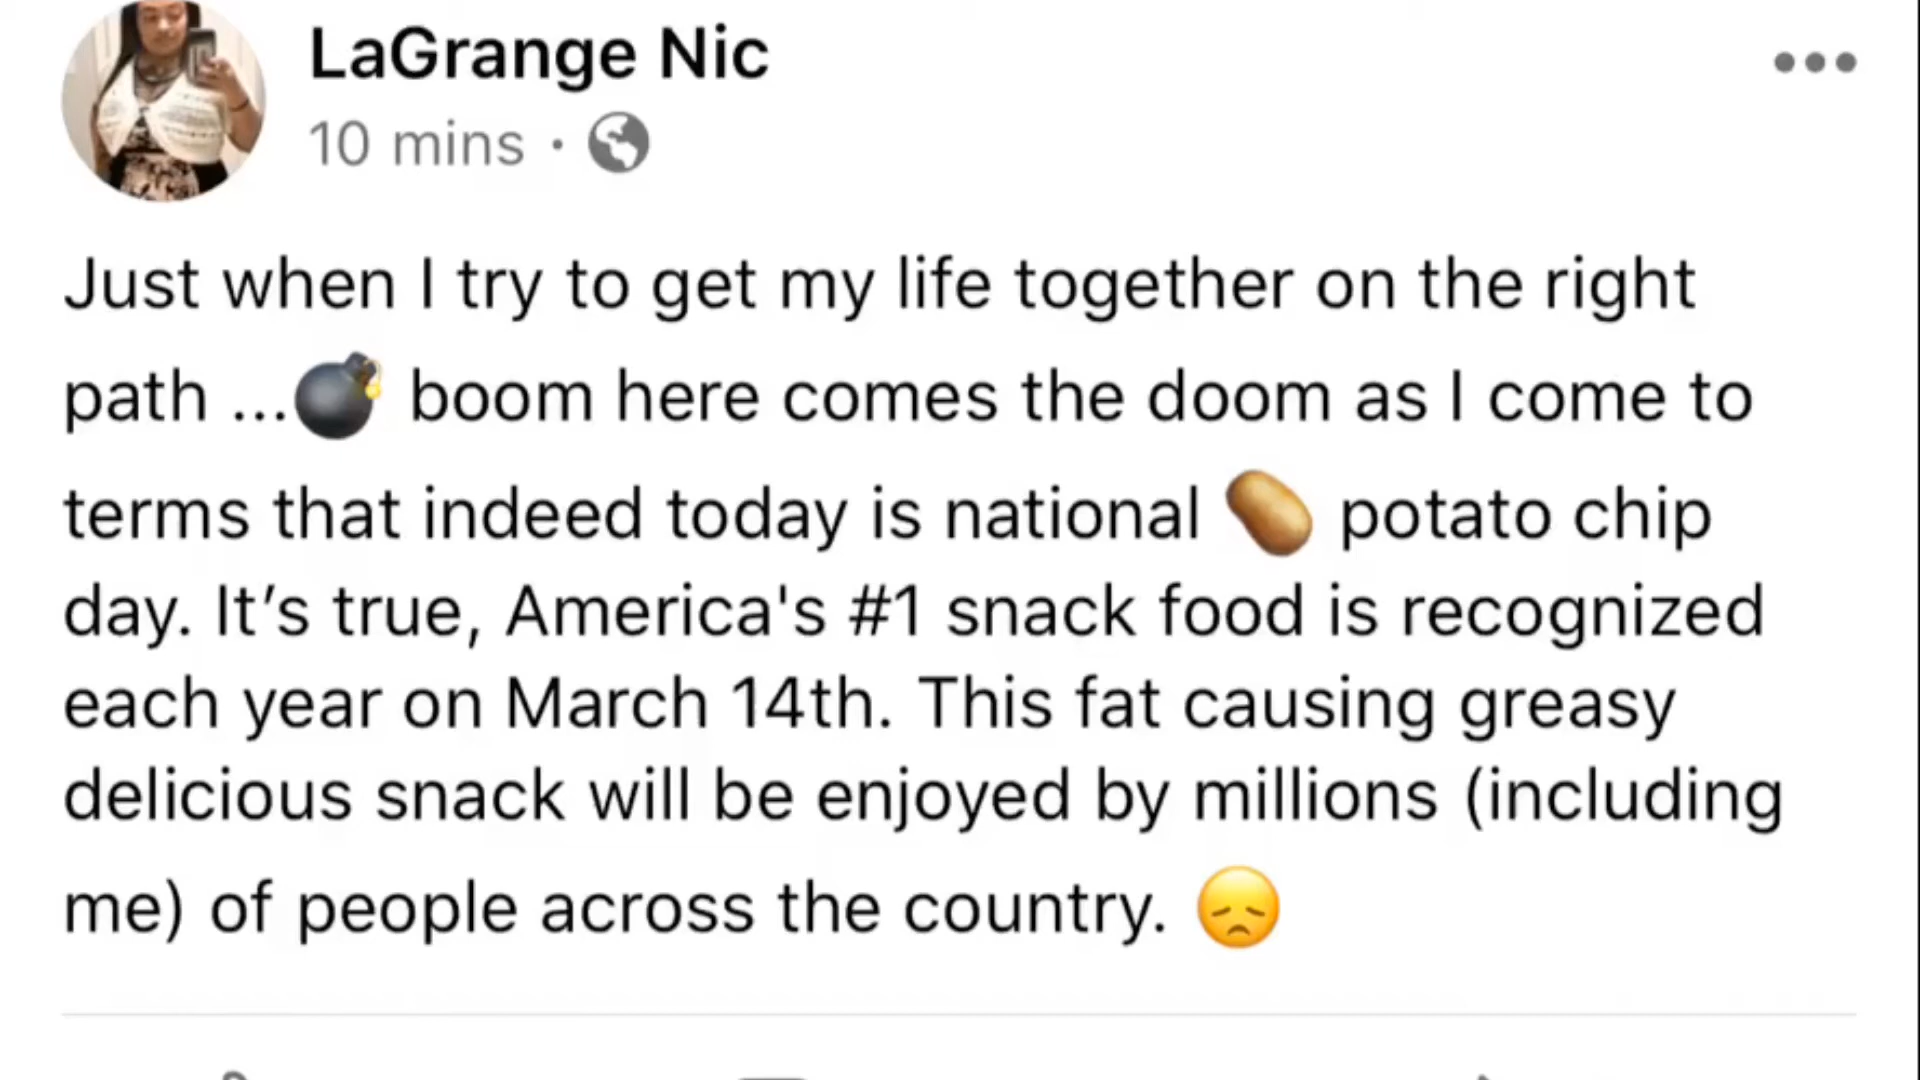 LaGrange Nic
10 mins ·
Just when I try to get my life together on the right
path ...💣 boom here comes the doom as I come to
terms that indeed today is national 🥔 potato chip
day. It’s true, America's #1 snack food is recognized
each year on March 14th. This fat causing greasy
delicious snack will be enjoyed by millions (including
me) of people across the country. 😞